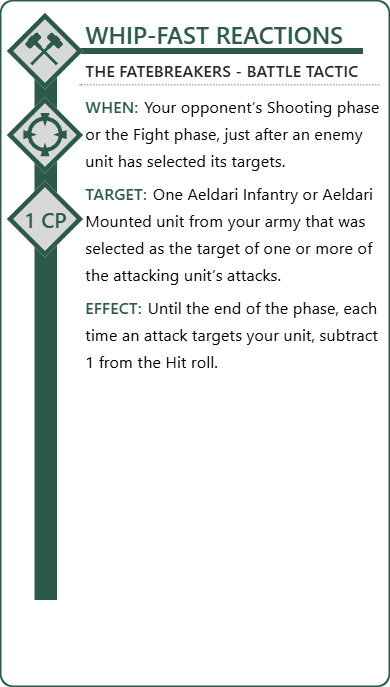 WHIP-FAST REACTIONS
THE FATEBREAKERS - BATTLE TACTIC
WHEN: Your opponent's Shooting phase
or the Fight phase, just after an enemy
unit has selected its targets.
1 CP
TARGET: One Aeldari Infantry or Aeldari
Mounted unit from your army that was
selected as the target of one or more of
the attacking unit's attacks.
EFFECT: Until the end of the phase, each
time an attack targets your unit, subtract
1 from the Hit roll.